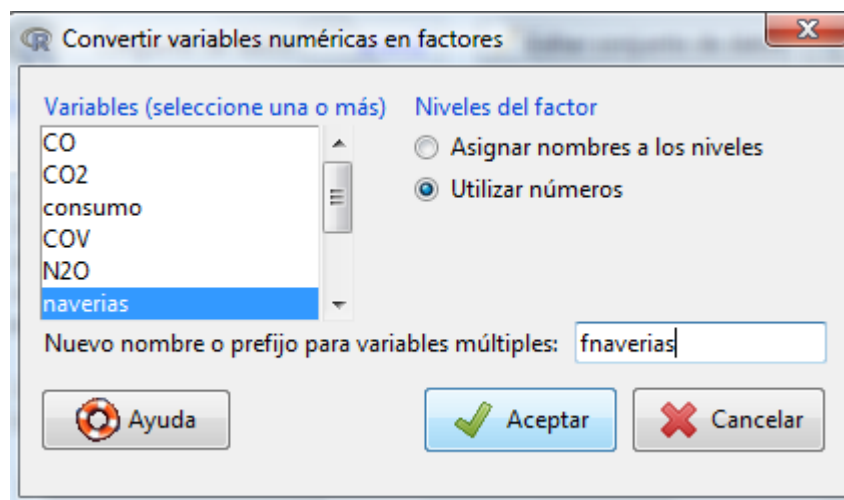 Convertir variables numéricas en factores
Variables (seleccione una o más)
CO
CO2
consumo
COV
N2O
naverias
Niveles del factor
Asignar nombres a los niveles
Utilizar números
Nuevo nombre o prefijo para variables múltiples: fnaverias
Ayuda Aceptar Cancelar